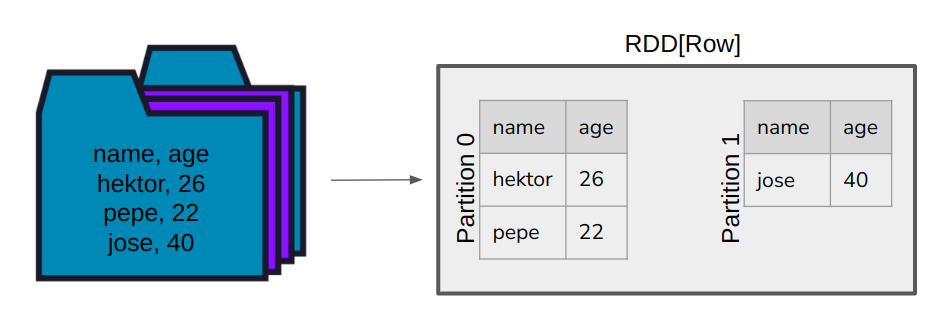 name, age
hektor, 26
pepe, 22
jose, 40
RDD[Row]
Partition 0
name age
hektor 26
pepe 22
Partition 1
name age
jose 40